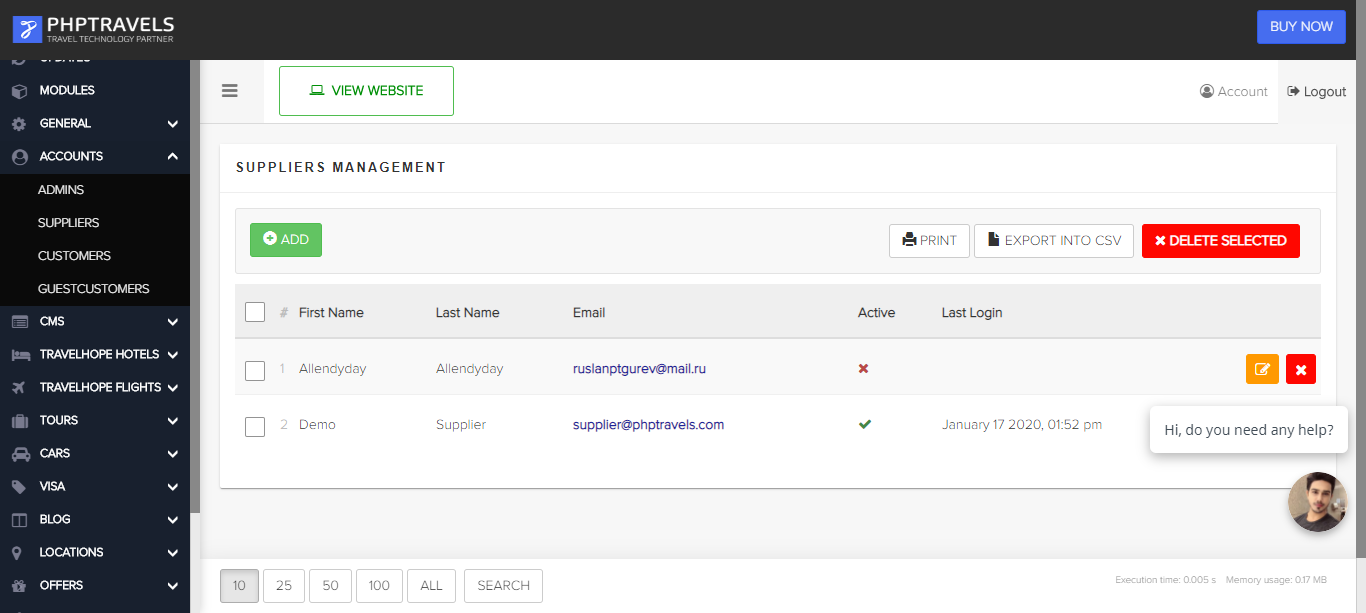 PHPTRAVELS
TRAVEL TECHNOLOGY PARTNER
BUY NOW
UPDATES
MODULES
GENERAL
ACCOUNTS
ADMINS
SUPPLIERS
CUSTOMERS
GUESTCUSTOMERS
CMS
TRAVELHOPE HOTELS
TRAVELHOPE FLIGHTS
TOURS
CARS
VISA
BLOG
LOCATIONS
OFFERS
VIEW WEBSITE
Account Logout
SUPPLIERS MANAGEMENT
ADD PRINT EXPORT INTO CSV DELETE SELECTED
# First Name Last Name Email Active Last Login
1 Allendyday Allendyday ruslanptgurev@mail.ru
2 Demo Supplier supplier@phptravels.com January 17 2020, 01:52 pm
Hi, do you need any help?
10 25 50 100 ALL SEARCH
Execution time: 0.005 s Memory usage: 0.17 MB